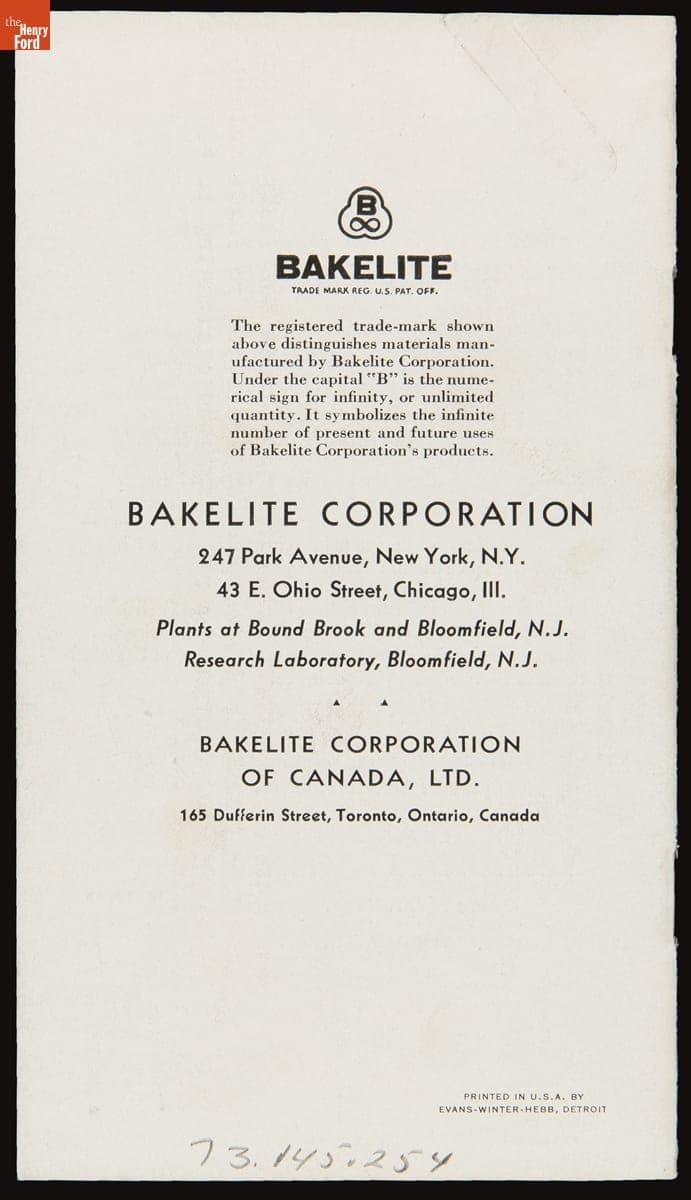 the
Henry
Ford
B
∞
BAKELITE
TRADE MARK REG. U.S. PAT. OFF.
The registered trade-mark shown
above distinguishes materials man-
ufactured by Bakelite Corporation.
Under the capital "B" is the nume-
rical sign for infinity, or unlimited
quantity. It symbolizes the infinite
number of present and future uses
of Bakelite Corporation's products.
BAKELITE CORPORATION
247 Park Avenue, New York, N.Y.
43 E. Ohio Street, Chicago, Ill.
Plants at Bound Brook and Bloomfield, N.J.
Research Laboratory, Bloomfield, N.J.
BAKELITE CORPORATION
OF CANADA, LTD.
165 Dufferin Street, Toronto, Ontario, Canada
PRINTED IN U.S.A. BY
EVANS-WINTER-HEBB, DETROIT
73.145.254